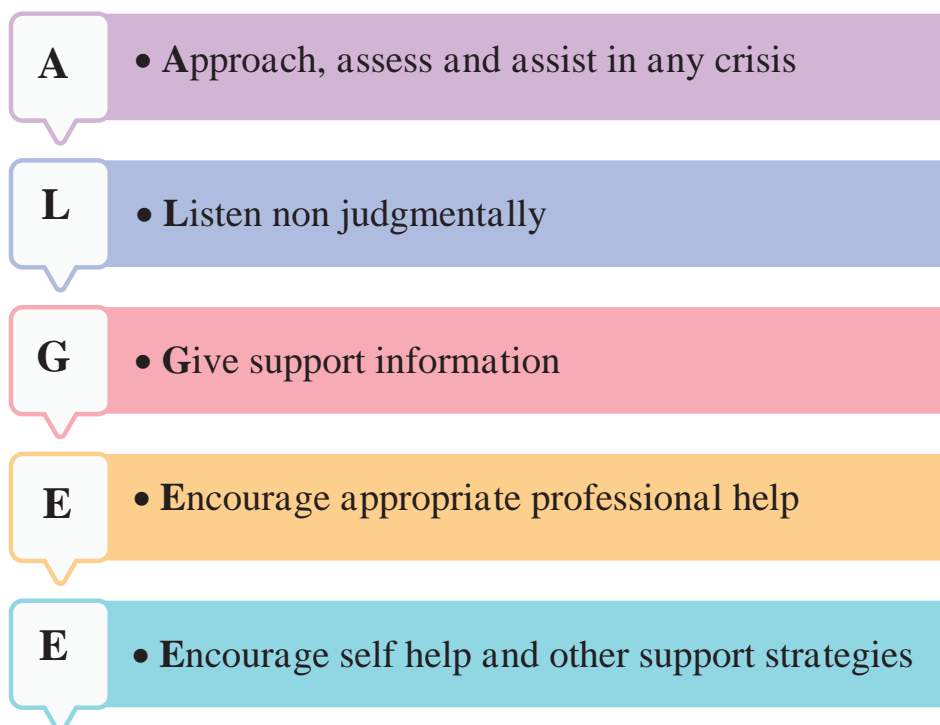 A
• Approach, assess and assist in any crisis
L
• Listen non judgmentally
G
• Give support information
E
• Encourage appropriate professional help
E
• Encourage self help and other support strategies